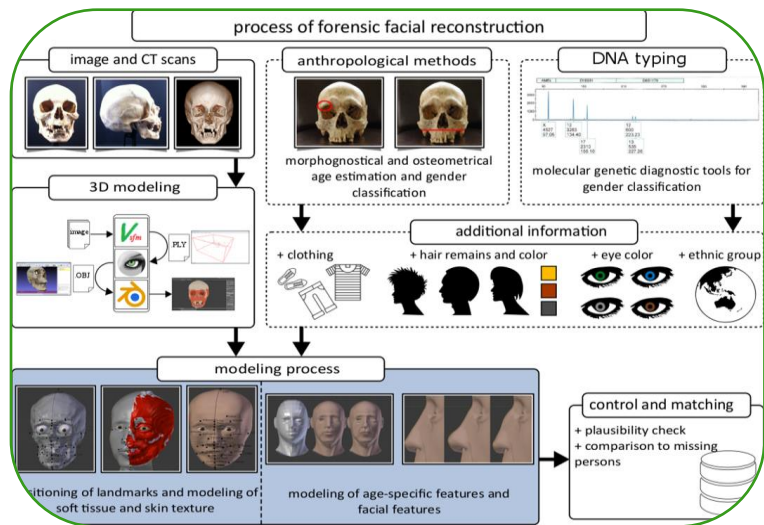 process of forensic facial reconstruction
image and CT scans
anthropological methods
DNA typing
morphognostical and osteometrical
age estimation and gender
classification
molecular genetic diagnostic tools for
gender classification
3D modeling
image
sfm
.PLY
OBJ
additional information
+ clothing
+ hair remains and color
+ eye color
+ ethnic group
modeling process
sitioning of landmarks and modeling of
soft tissue and skin texture
modeling of age-specific features and
facial features
control and matching
+ plausibility check
+ comparison to missing
persons